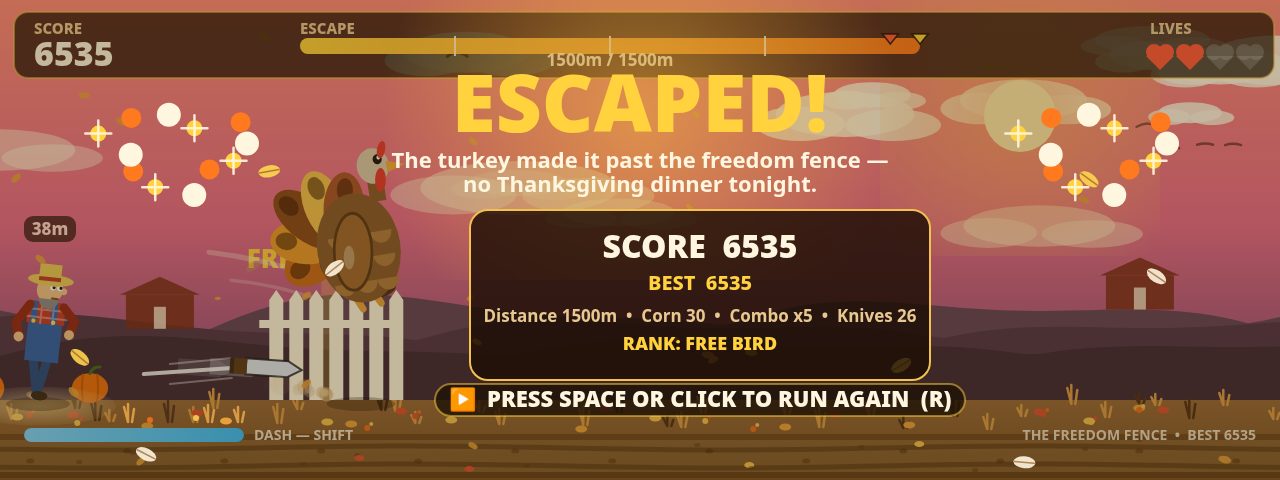 SCORE
6535
ESCAPE
1500m / 1500m
LIVES
ESCAPED!
The turkey made it past the freedom fence —
no Thanksgiving dinner tonight.
38m
SCORE 6535
BEST 6535
Distance 1500m • Corn 30 • Combo x5 • Knives 26
RANK: FREE BIRD
PRESS SPACE OR CLICK TO RUN AGAIN (R)
DASH — SHIFT
THE FREEDOM FENCE • BEST 6535